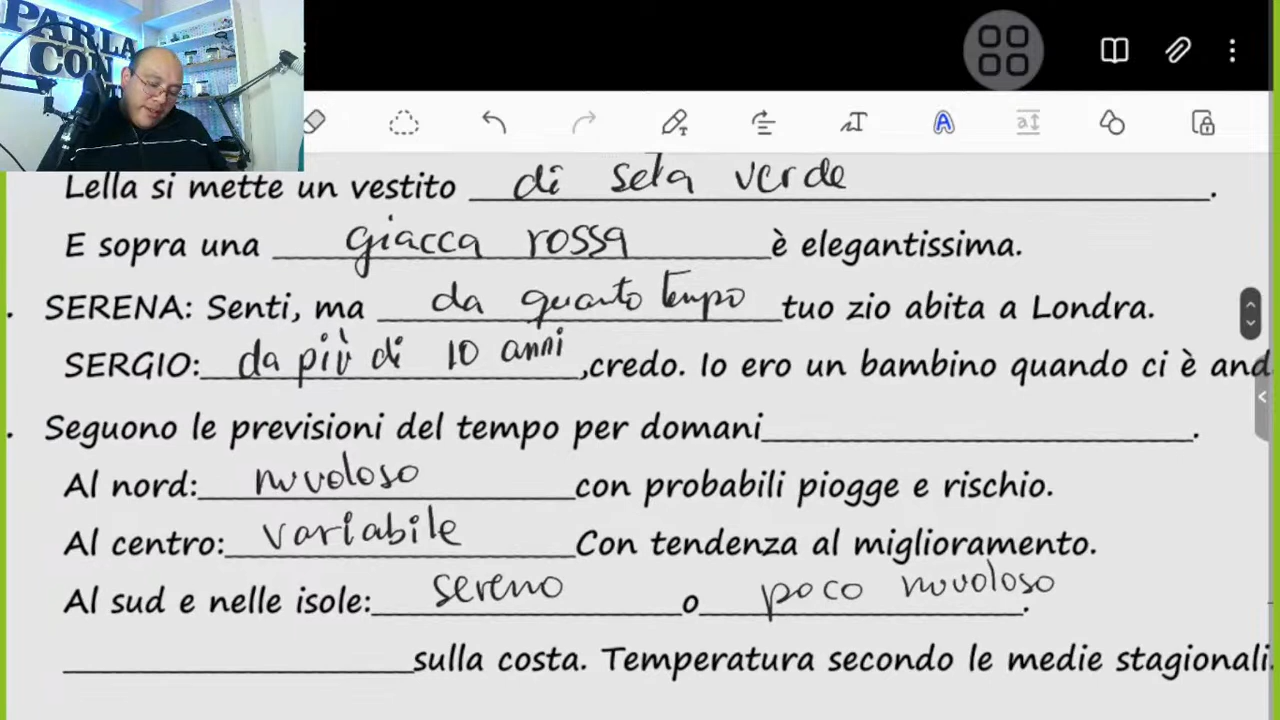 PARLA
CON
Lella si mette un vestito di seta verde.
E sopra una giacca rossa è elegantissima.
. SERENA: Senti, ma da quanto tempo tuo zio abita a Londra.
SERGIO: da più di 10 anni,credo. Io ero un bambino quando ci è and
. Seguono le previsioni del tempo per domani.
Al nord: nuvoloso con probabili piogge e rischio.
Al centro: variabile Con tendenza al miglioramento.
Al sud e nelle isole: sereno o poco nuvoloso.
sulla costa. Temperatura secondo le medie stagionali.